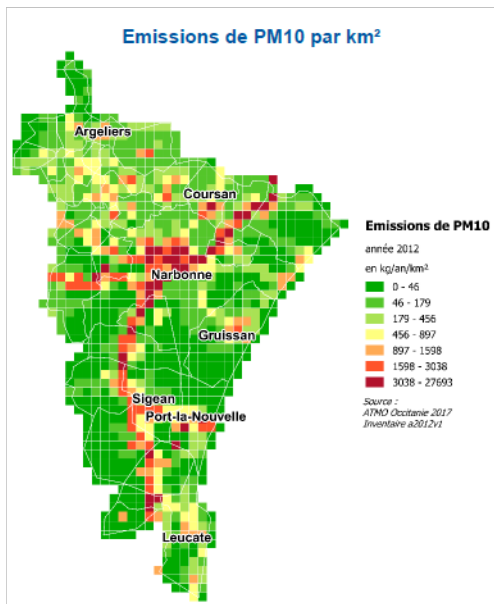 Emissions de PM10 par km²
Argeliers
Coursan
Emissions de PM10
année 2012
en kg/an/km²
Narbonne
0 - 46
46 - 179
179 - 456
Gruissan
456 - 897
897 - 1598
1598 - 3038
3038 - 27693
Sigean
Source :
Port-la-Nouvelle
ATMO Occitanie 2017
Inventaire a2012v1
Leucate